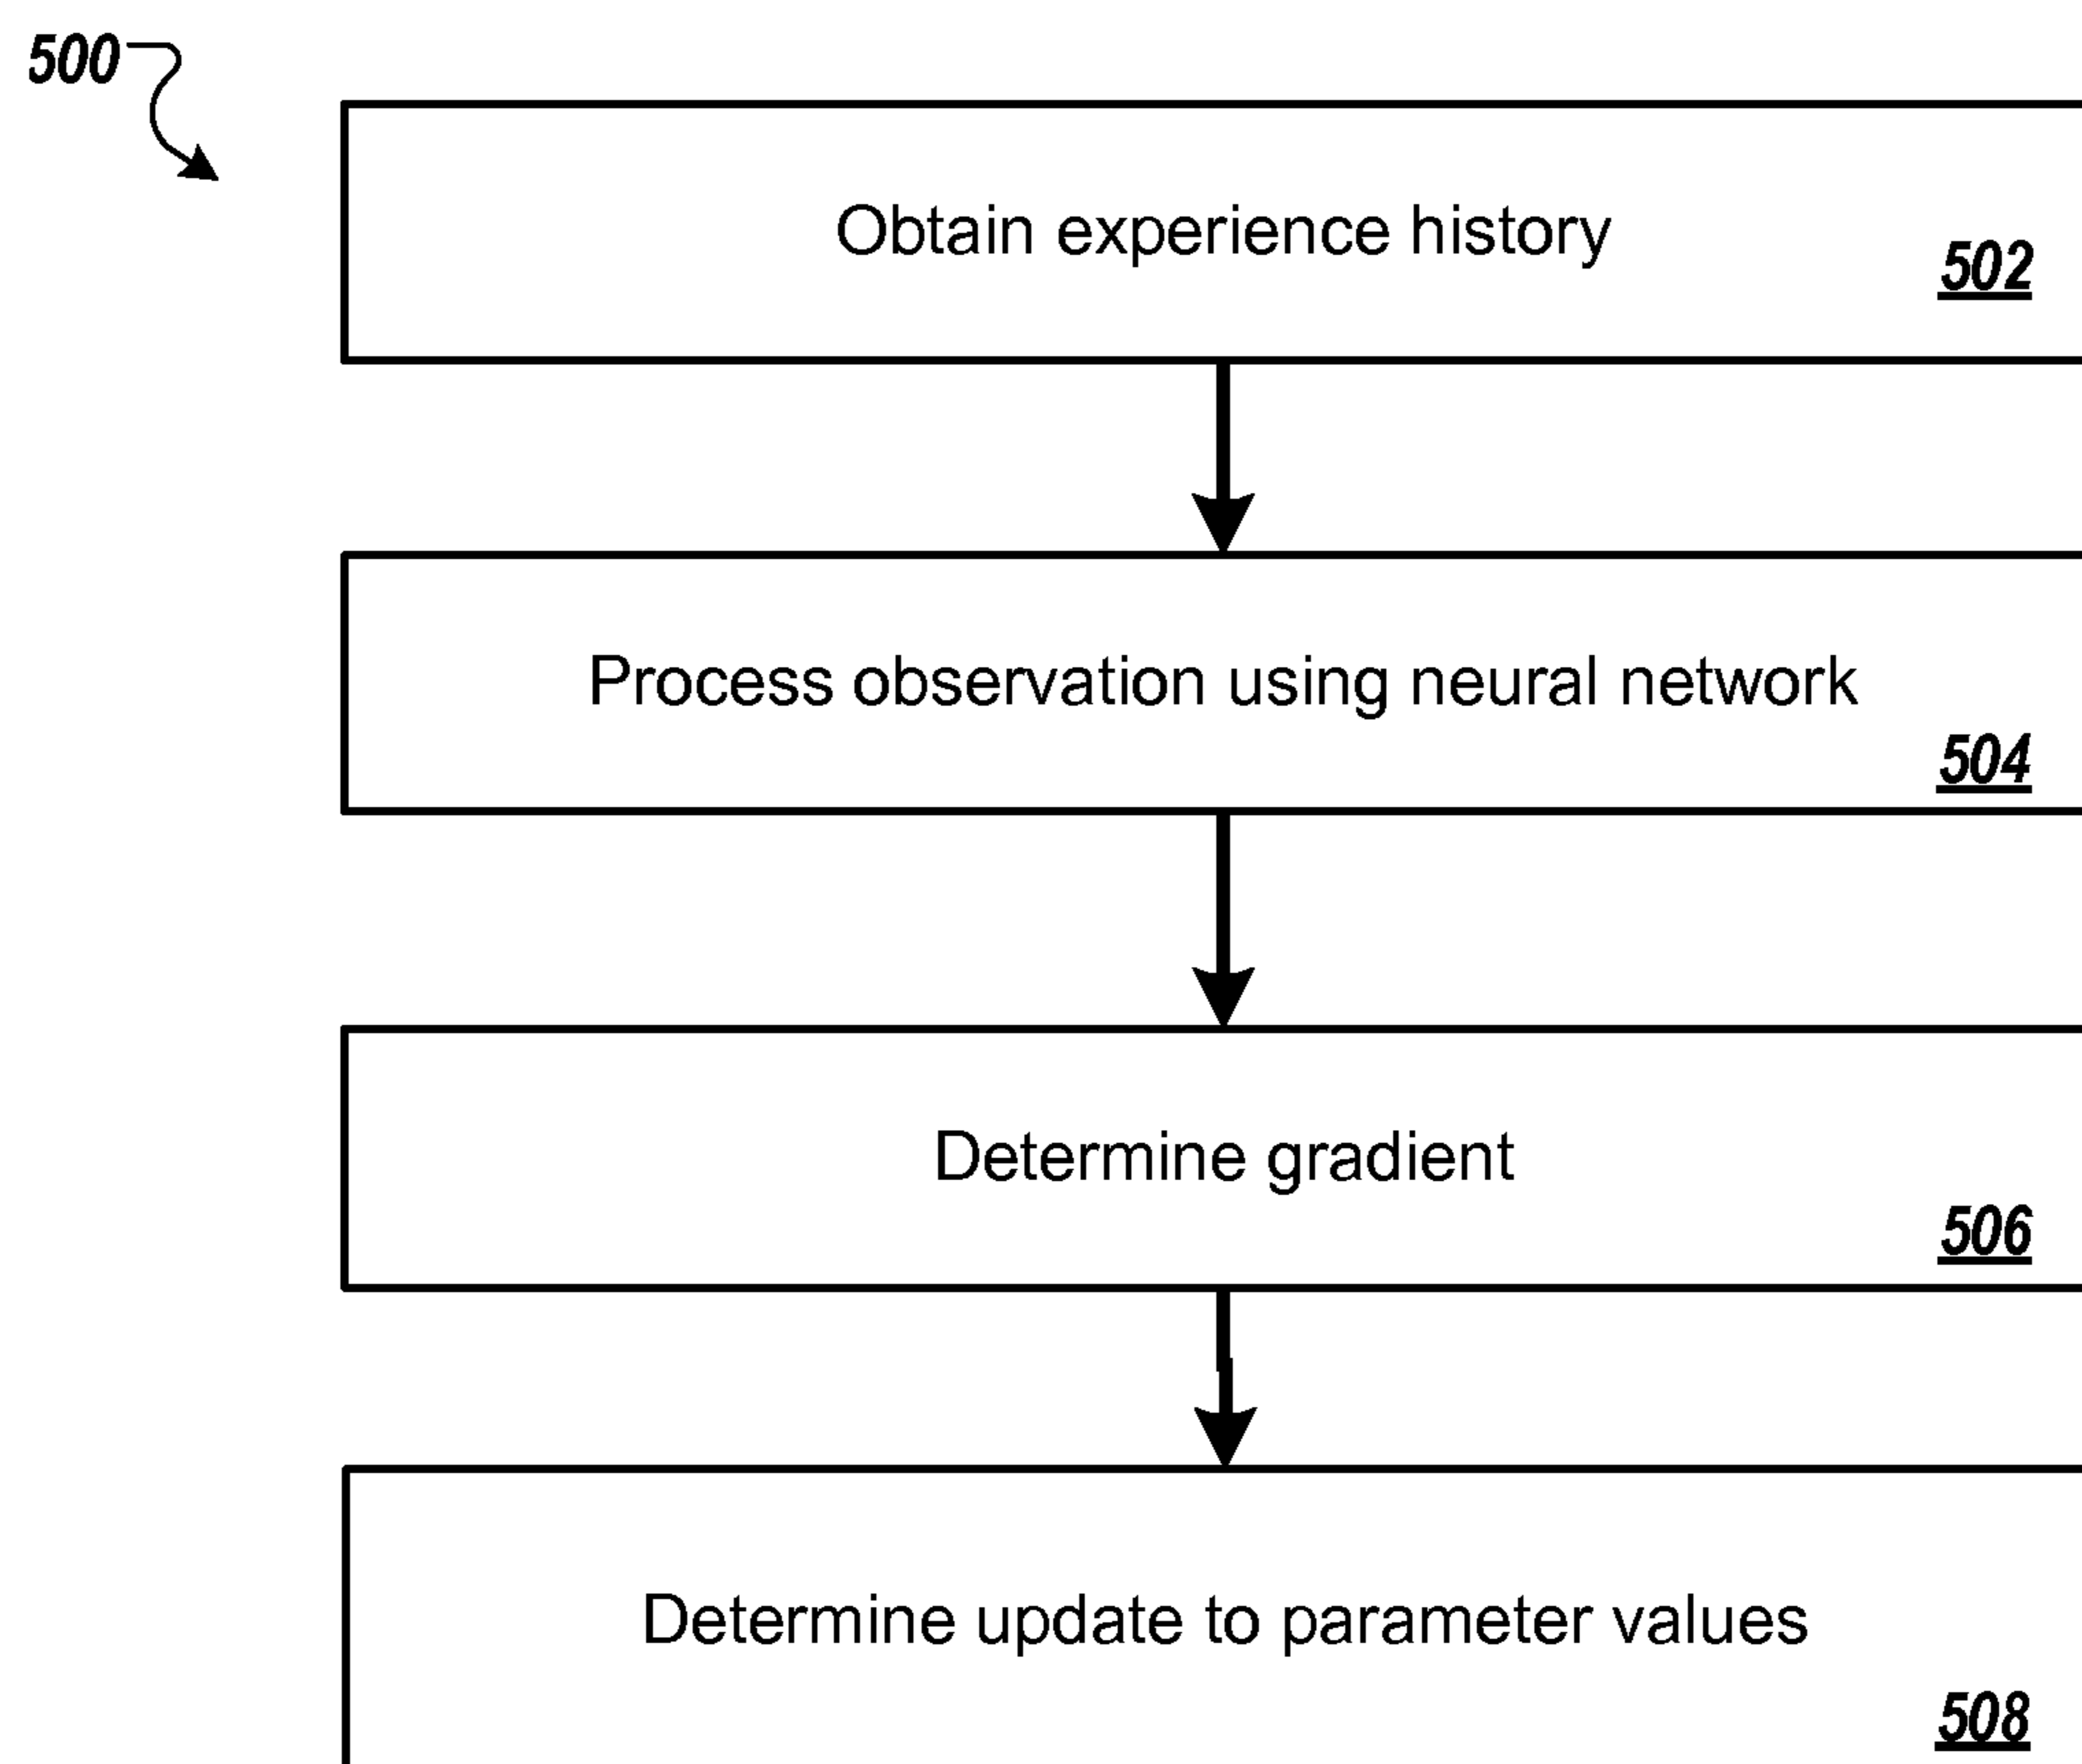 500
Obtain experience history
502
Process observation using neural network
504
Determine gradient
506
Determine update to parameter values
508